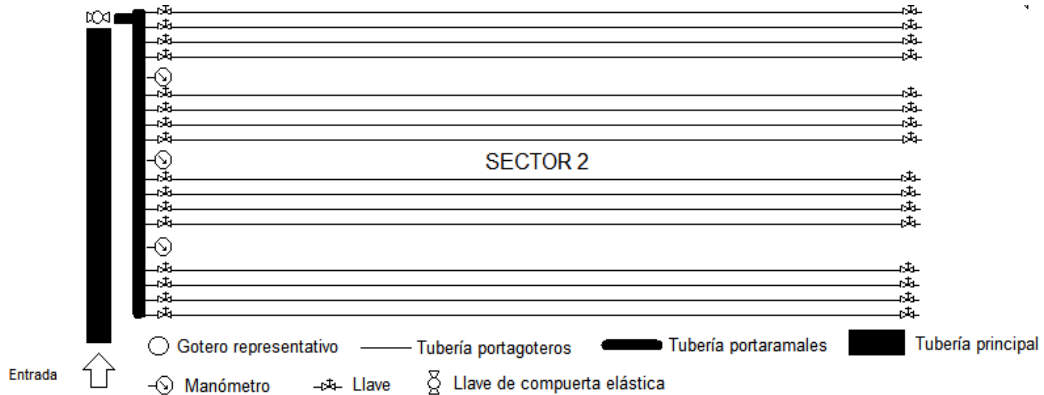 SECTOR 2
Gotero representativo
Tubería portagoteros
Tubería portaramales
Tubería principal
Entrada
Manómetro
Llave
Llave de compuerta elástica